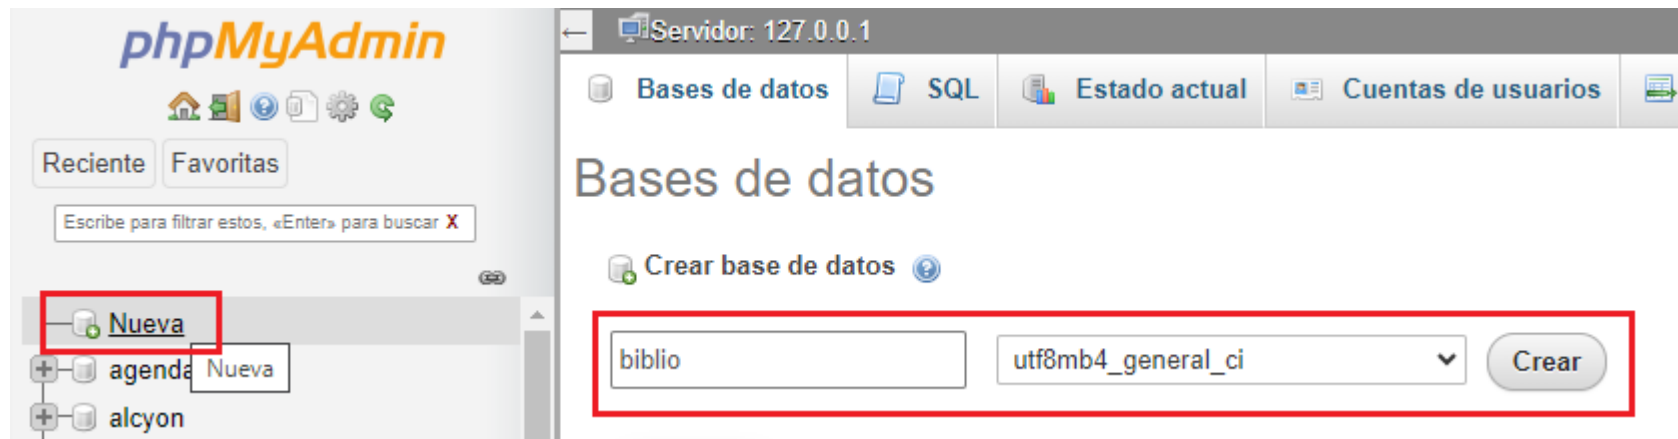 phpMyAdmin
Reciente Favoritas
Escribe para filtrar estos, «Enter» para buscar X
Nueva
agenda
Nueva
alcyon
← Servidor: 127.0.0.1
Bases de datos SQL Estado actual Cuentas de usuarios
Bases de datos
Crear base de datos
biblio utf8mb4_general_ci Crear